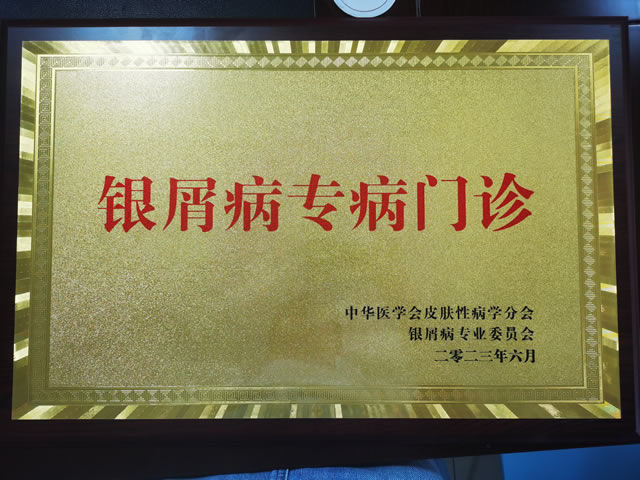 银屑病专病门诊
中华医学会皮肤性病学分会
银屑病专业委员会
二零二三年六月